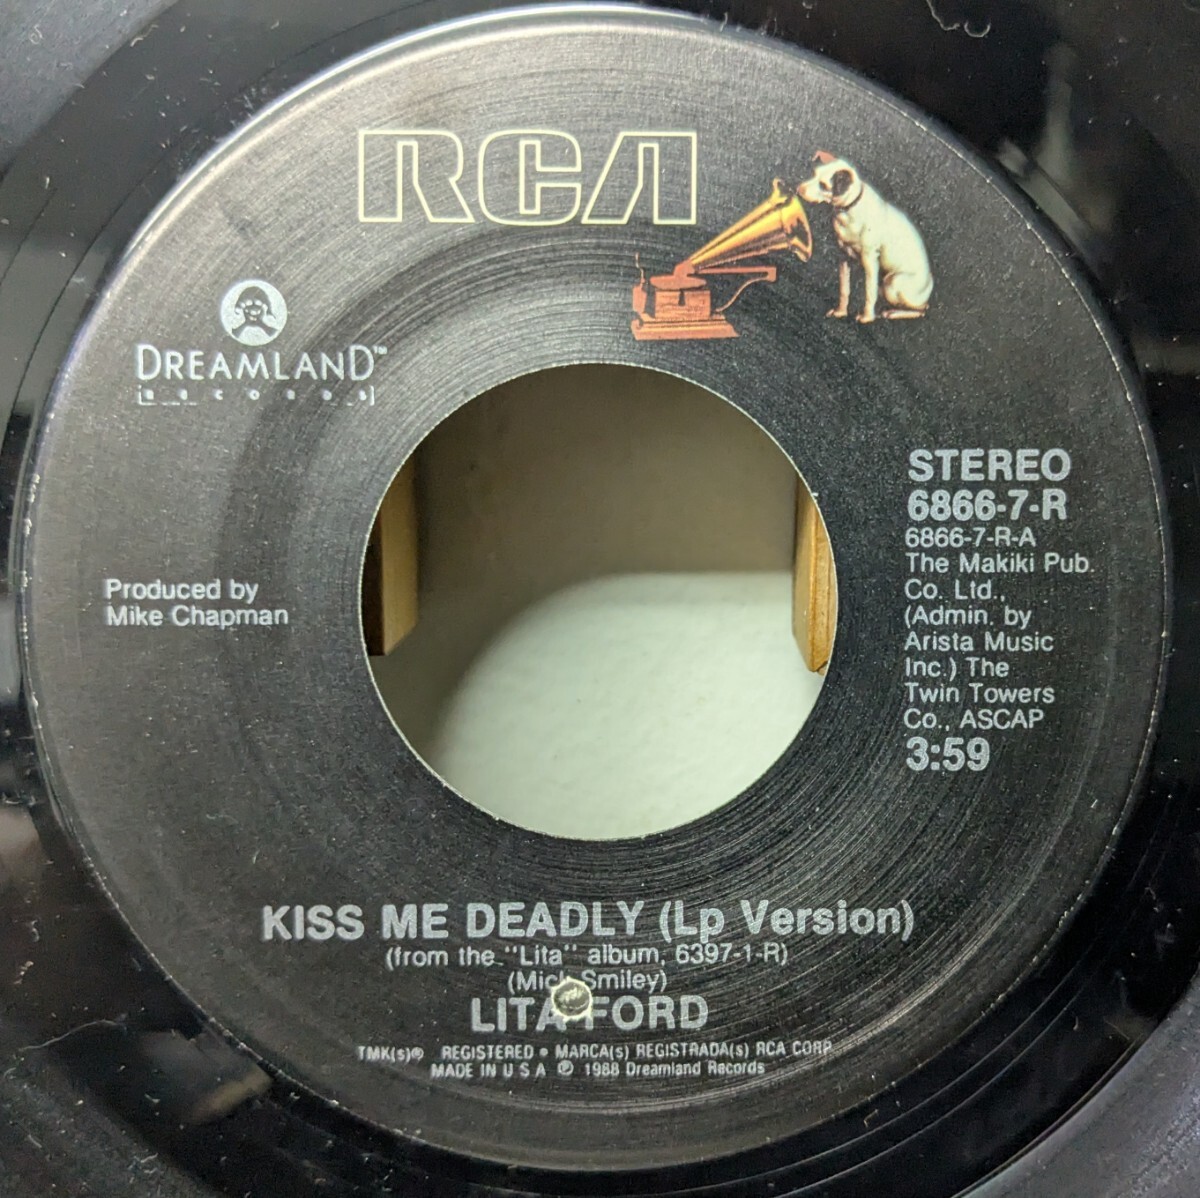 RCA
DREAMLAND™
RECORDS
STEREO
6866-7-R
6866-7-R-A
The Makiki Pub.
Co. Ltd.,
(Admin. by
Arista Music
Inc.) The
Twin Towers
Co., ASCAP
3:59
Produced by
Mike Chapman
KISS ME DEADLY (Lp Version)
(from the "Lita" album, 6397-1-R)
(Mick Smiley)
LITA FORD
TMK(s)® REGISTERED • MARCA(s) REGISTRADA(s) RCA CORP.
MADE IN U S A ℗ 1988 Dreamland Records